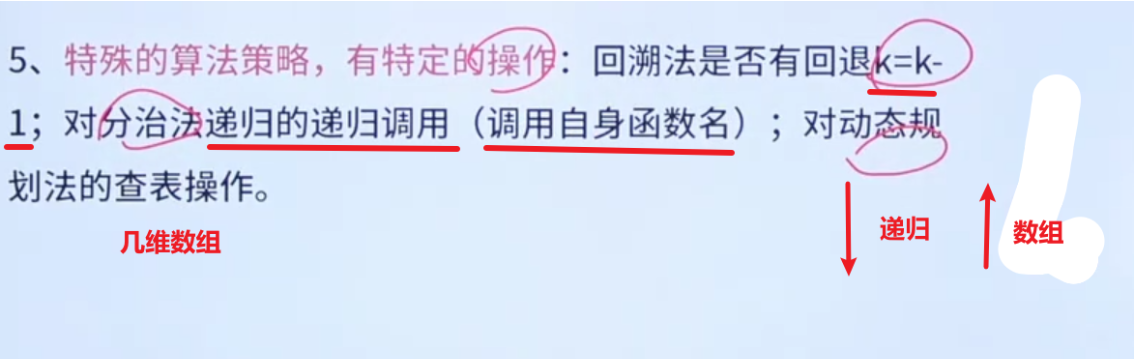 5、特殊的算法策略，有特定的操作：回溯法是否有回退k=k-
1；对分治法递归的递归调用（调用自身函数名）；对动态规
划法的查表操作。
几维数组
递归
数组